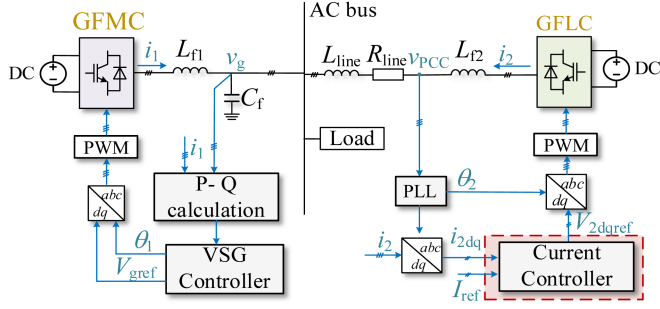 GFMC
AC bus
GFLC
i1
Lf1
vg
Lline
Rline
vPCC
Lf2
i2
DC
DC
Cf
PWM
i1
Load
PWM
P- Q
calculation
PLL
θ2
abc
dq
abc
dq
θ1
Vgref
VSG
Controller
i2
abc
dq
i2dq
V2dqref
Current
Controller
Iref